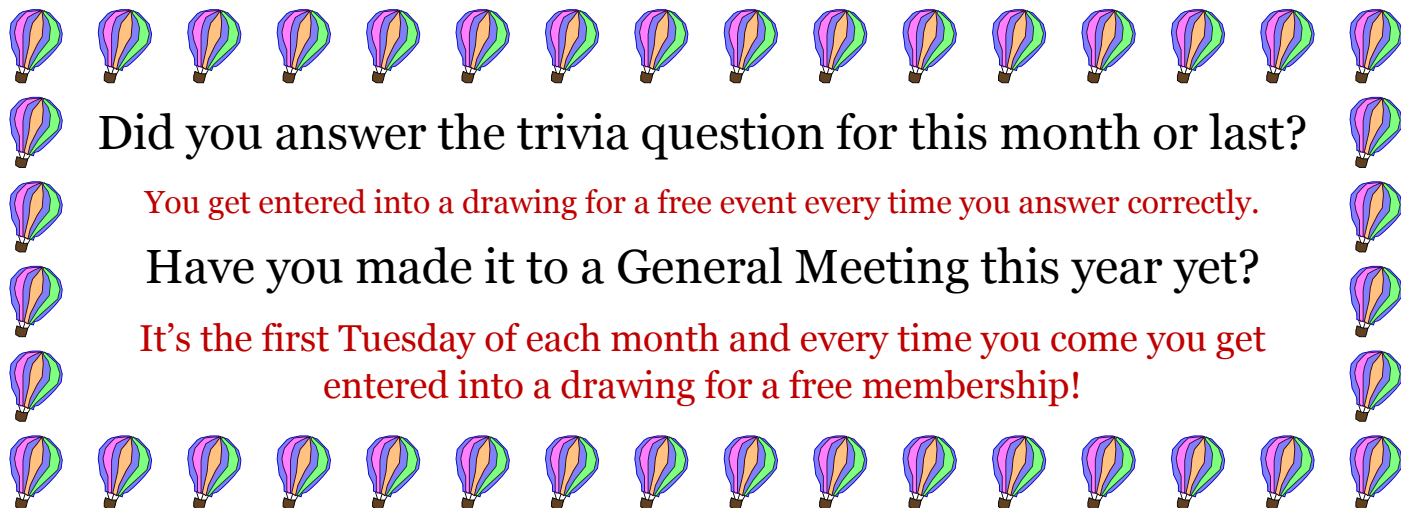 Did you answer the trivia question for this month or last?
You get entered into a drawing for a free event every time you answer correctly.
Have you made it to a General Meeting this year yet?
It’s the first Tuesday of each month and every time you come you get
entered into a drawing for a free membership!